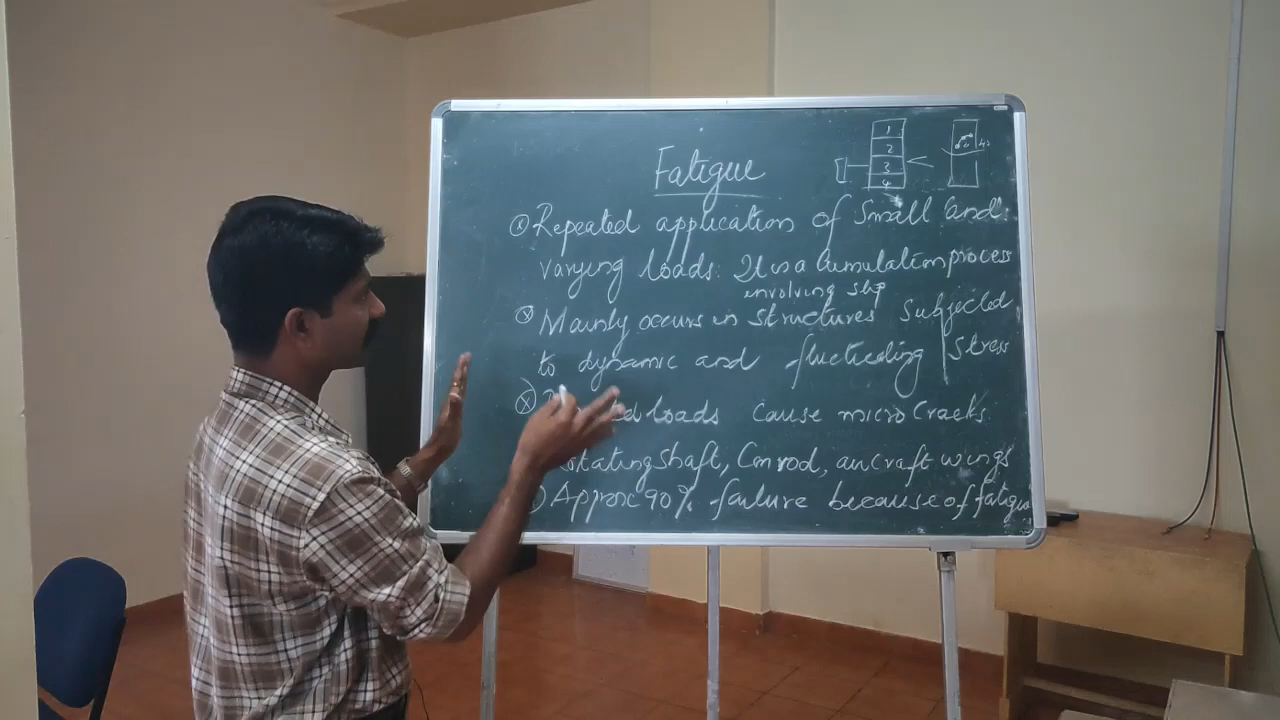 Fatigue
1
2
3
4
Repeated application of Small and
varying loads. It is a Cumulation process
involving slip
Mainly occurs in structures Subjected
to dynamic and fluctuating stress
loads cause micro Cracks
Shaft, Conrod, aircraft wings
Approx 90% failure because of fatigue